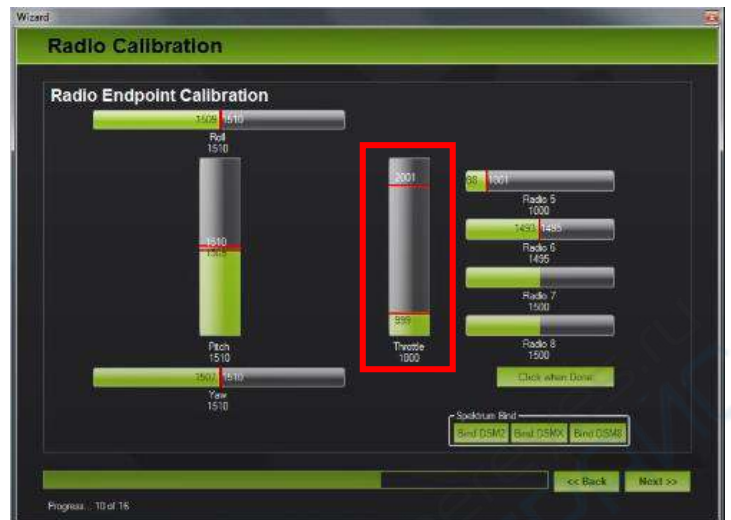 Wizard
Radio Calibration
Radio Endpoint Calibration
1509 1510
Roll
1510
1510
1509
Pitch
1510
1507 1510
Yaw
1510
2001
999
Throttle
1000
98 1001
Radio 5
1000
1493 1495
Radio 6
1495
Radio 7
1500
Radio 8
1500
Click when Done
Spektrum Bind
Bind DSM2 Bind DSMX Bind DSM8
<< Back Next >>
Progress... 10 of 16